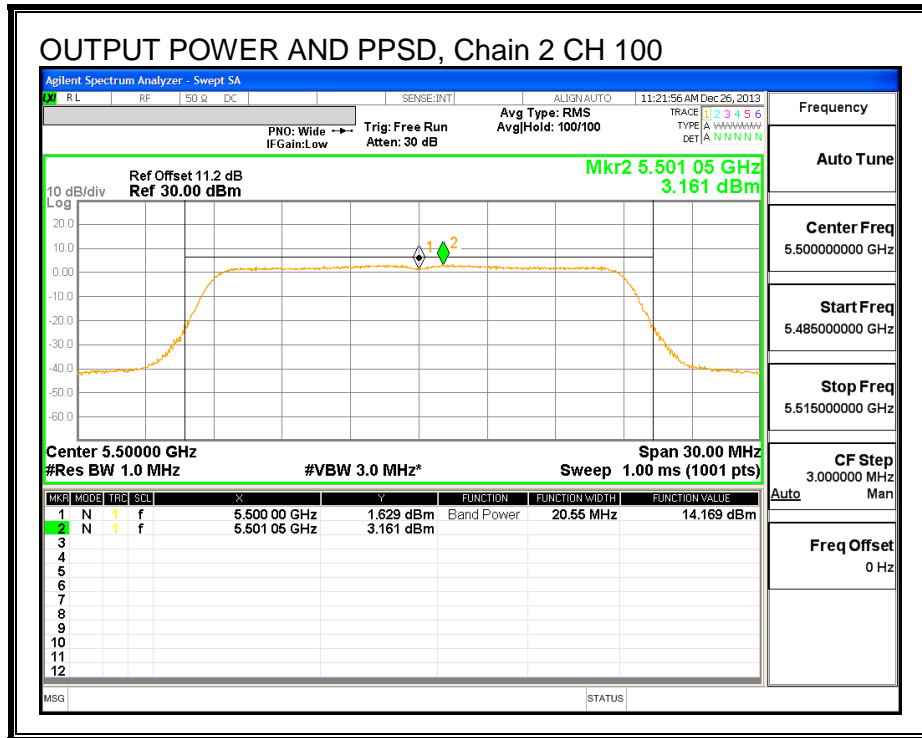 OUTPUT POWER AND PPSD, Chain 2 CH 100
Agilent Spectrum Analyzer - Swept SA
LXI RL RF 50 Ω DC SENSE:INT ALIGNAUTO 11:21:56 AM Dec 26, 2013
Avg Type: RMS TRACE 1 2 3 4 5 6
PNO: Wide Trig: Free Run Avg|Hold: 100/100 TYPE A WWWWW
IFGain:Low Atten: 30 dB DET A N N N N N
Mkr2 5.501 05 GHz
3.161 dBm
Ref Offset 11.2 dB
10 dB/div Ref 30.00 dBm
Log
20.0
10.0
0.00
-10.0
-20.0
-30.0
-40.0
-50.0
-60.0
1 2
Center 5.50000 GHz Span 30.00 MHz
#Res BW 1.0 MHz #VBW 3.0 MHz* Sweep 1.00 ms (1001 pts)
MKR MODE TRC SCL X Y FUNCTION FUNCTION WIDTH FUNCTION VALUE
1 N 1 f 5.500 00 GHz 1.629 dBm Band Power 20.55 MHz 14.169 dBm
2 N 1 f 5.501 05 GHz 3.161 dBm
3
4
5
6
7
8
9
10
11
12
MSG STATUS
Frequency
Auto Tune
Center Freq
5.500000000 GHz
Start Freq
5.485000000 GHz
Stop Freq
5.515000000 GHz
CF Step
3.000000 MHz
Auto Man
Freq Offset
0 Hz